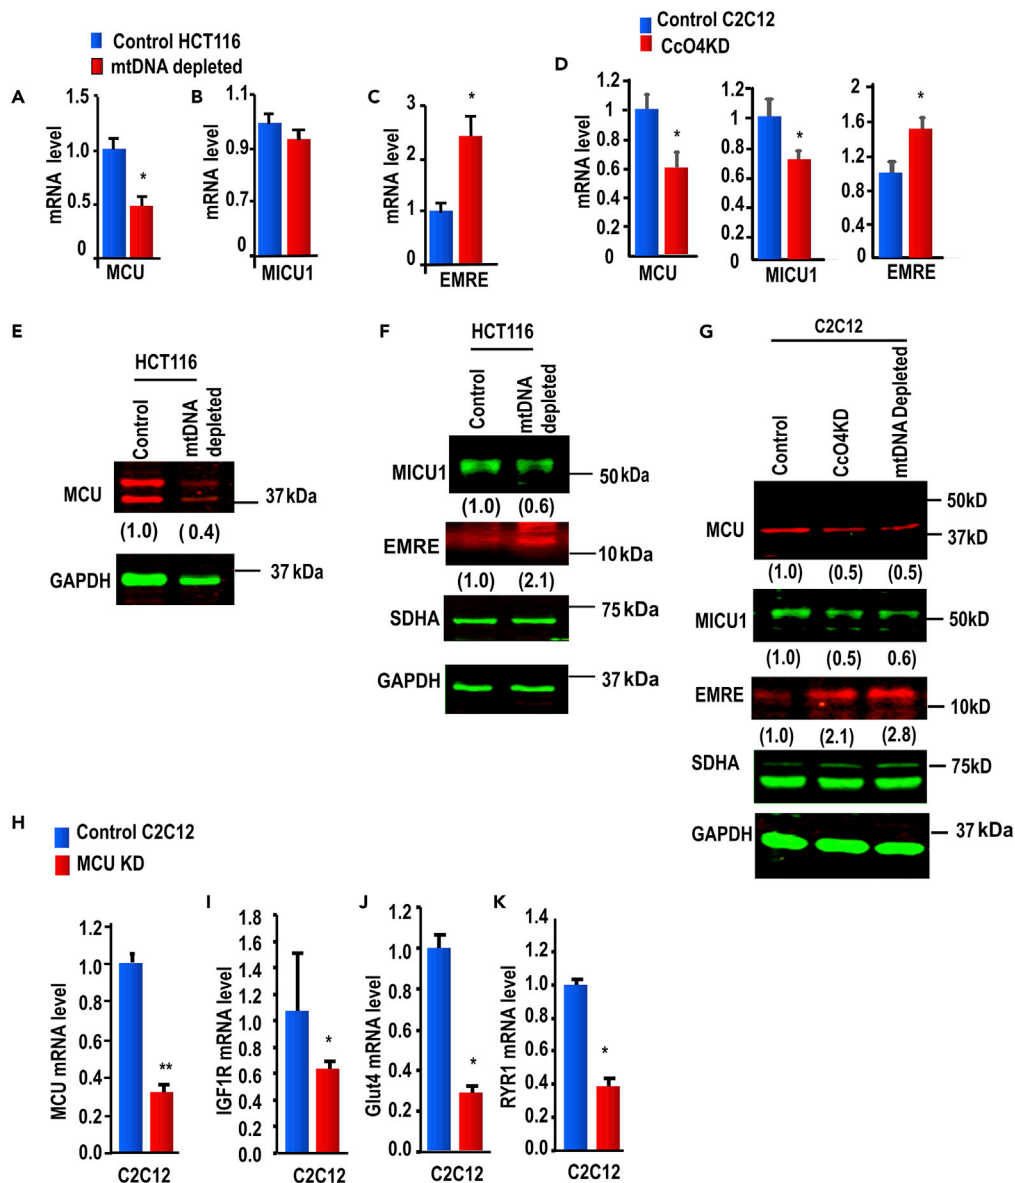 Control HCT116
mtDNA depleted
A
mRNA level
1.5
1
0.5
0
*
MCU
B
mRNA level
1.1
0.9
0.7
0
MICU1
C
mRNA level
3
2
1
0
*
EMRE
Control C2C12
CcO4KD
D
mRNA level
1.2
1
0.8
0.6
0.4
0.2
0
*
MCU
1.2
1
0.8
0.6
0.4
0.2
0
*
MICU1
2
1.6
1.2
0.8
0.4
0
*
EMRE
E
HCT116
Control
mtDNA
depleted
MCU
37 kDa
(1.0)
( 0.4)
GAPDH
37 kDa
F
HCT116
Control
mtDNA
depleted
MICU1
50 kDa
(1.0)
(0.6)
EMRE
10 kDa
(1.0)
(2.1)
SDHA
75 kDa
GAPDH
37 kDa
G
C2C12
Control
CcO4KD
mtDNA Depleted
MCU
50kD
37kD
(1.0)
(0.5)
(0.5)
MICU1
50kD
(1.0)
(0.5)
0.6)
EMRE
10kD
(1.0)
(2.1)
(2.8)
SDHA
75kD
GAPDH
37 kDa
H
Control C2C12
MCU KD
MCU mRNA level
1.2
1.0
0.8
0.6
0.4
0.2
0.0
**
C2C12
I
IGF1R mRNA level
1.8
1.6
1.4
1.2
1.0
0.8
0.6
0.4
0.2
0.0
*
C2C12
J
Glut4 mRNA level
1.2
1.0
0.8
0.6
0.4
0.2
0.0
*
C2C12
K
RYR1 mRNA level
1.4
1.2
1.0
0.8
0.6
0.4
0.2
0.0
*
C2C12